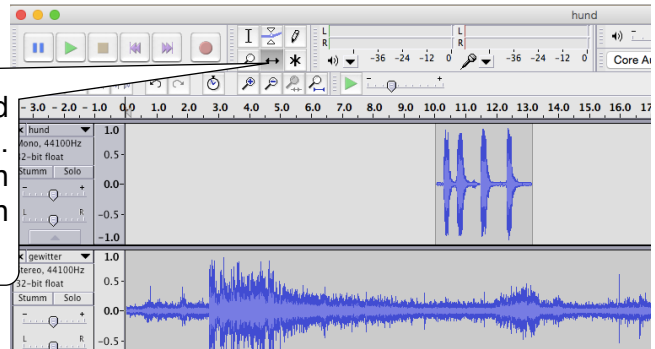 hund
L
R
L
R
-36 -24 -12 0
-36 -24 -12 0
Core Au
- 3.0 - 2.0 - 1.0 0.0 1.0 2.0 3.0 4.0 5.0 6.0 7.0 8.0 9.0 10.0 11.0 12.0 13.0 14.0 15.0 16.0 17
d
.
n
n
x hund
Mono, 44100Hz
32-bit float
Stumm Solo
- +
L R
1.0
0.5-
0.0-
-0.5-
-1.0
x gewitter
Stereo, 44100Hz
32-bit float
Stumm Solo
- +
L R
1.0
0.5-
0.0-
-0.5-